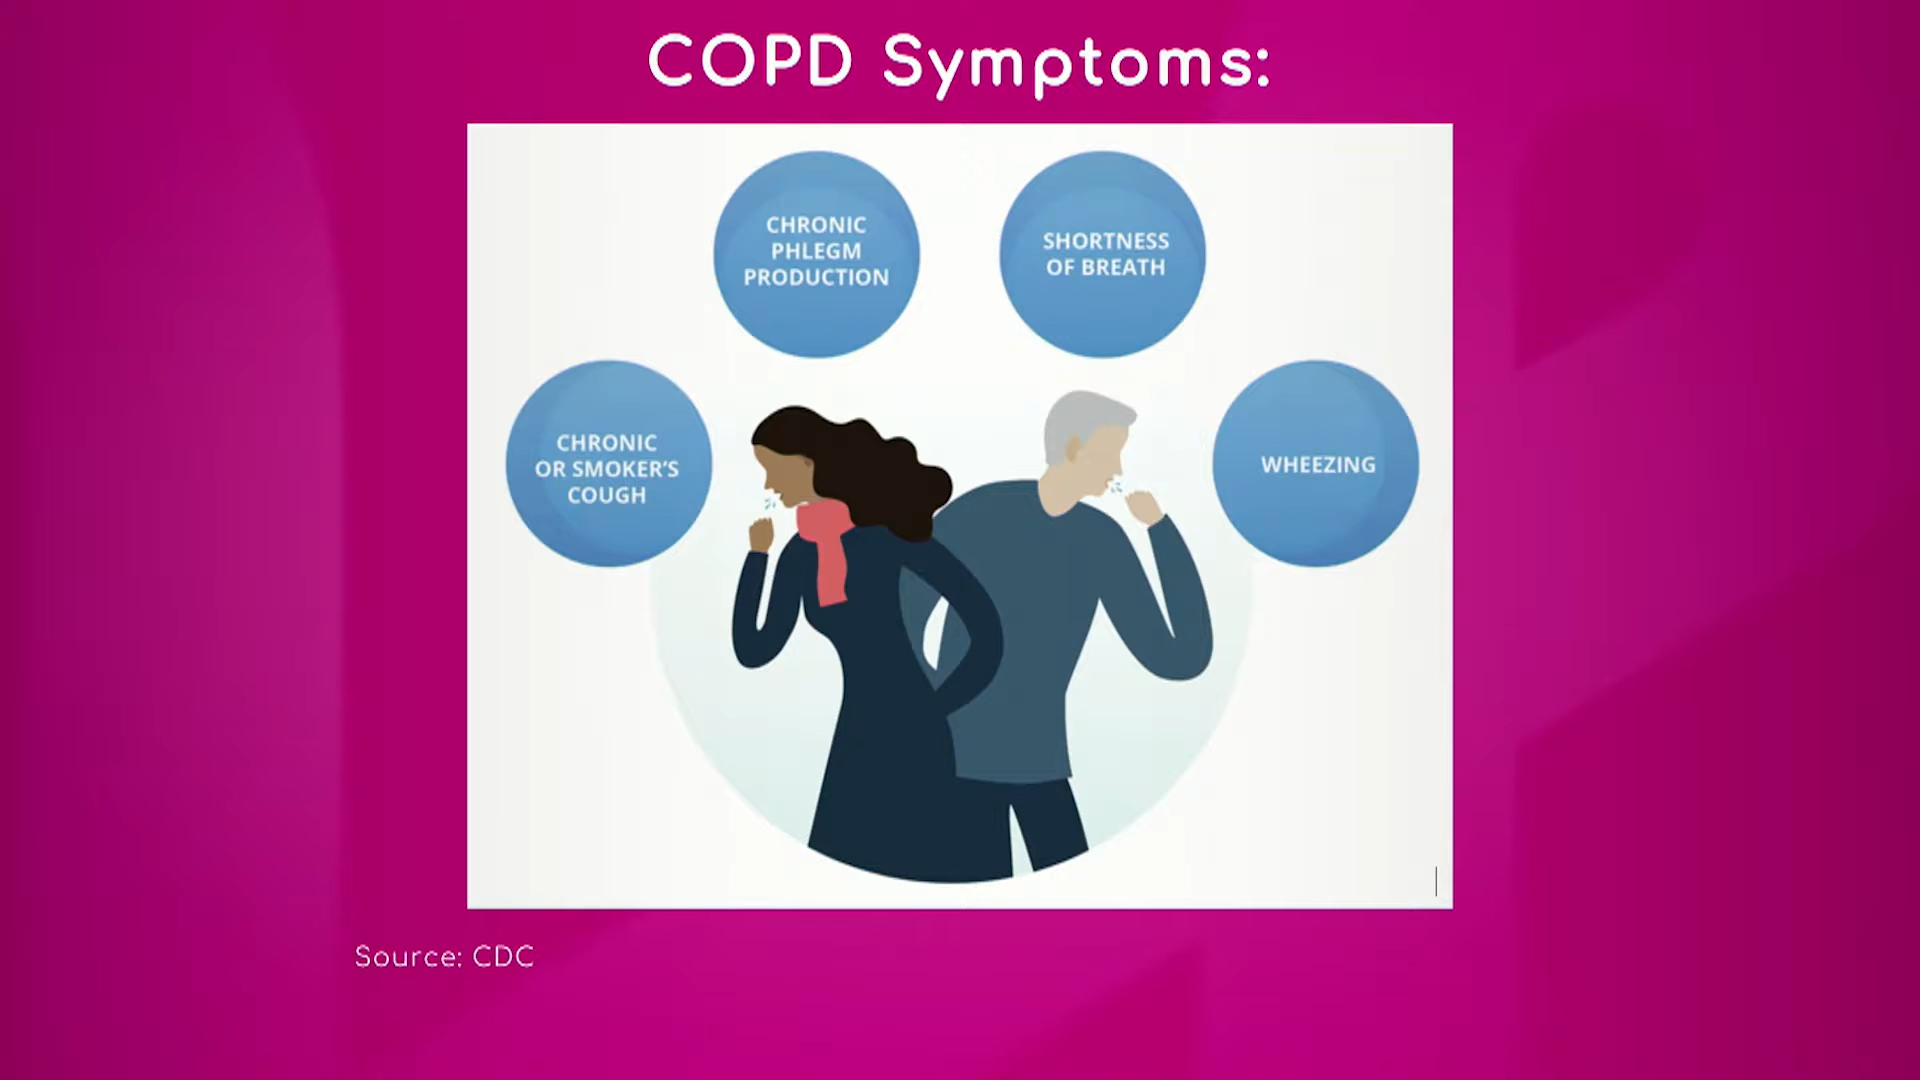 COPD Symptoms:
CHRONIC
PHLEGM
PRODUCTION
SHORTNESS
OF BREATH
CHRONIC
OR SMOKER'S
COUGH
WHEEZING
Source: CDC